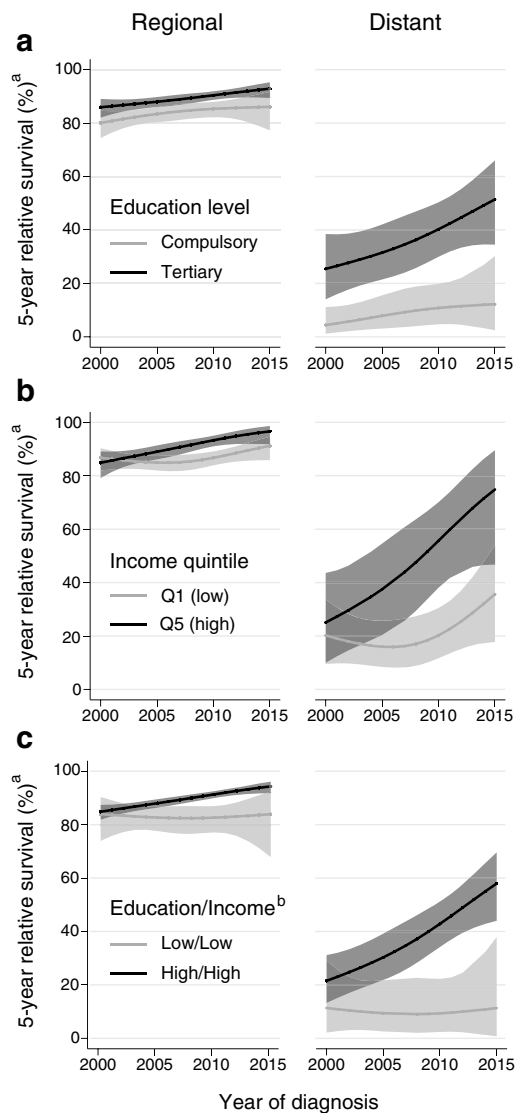 Regional
Distant
a
5-year relative survival (%)a
100
80
60
40
20
0
Education level
Compulsory
Tertiary
2000 2005 2010 2015
2000 2005 2010 2015
b
5-year relative survival (%)a
100
80
60
40
20
0
Income quintile
Q1 (low)
Q5 (high)
2000 2005 2010 2015
2000 2005 2010 2015
c
5-year relative survival (%)a
100
80
60
40
20
0
Education/Incomeb
Low/Low
High/High
2000 2005 2010 2015
2000 2005 2010 2015
Year of diagnosis